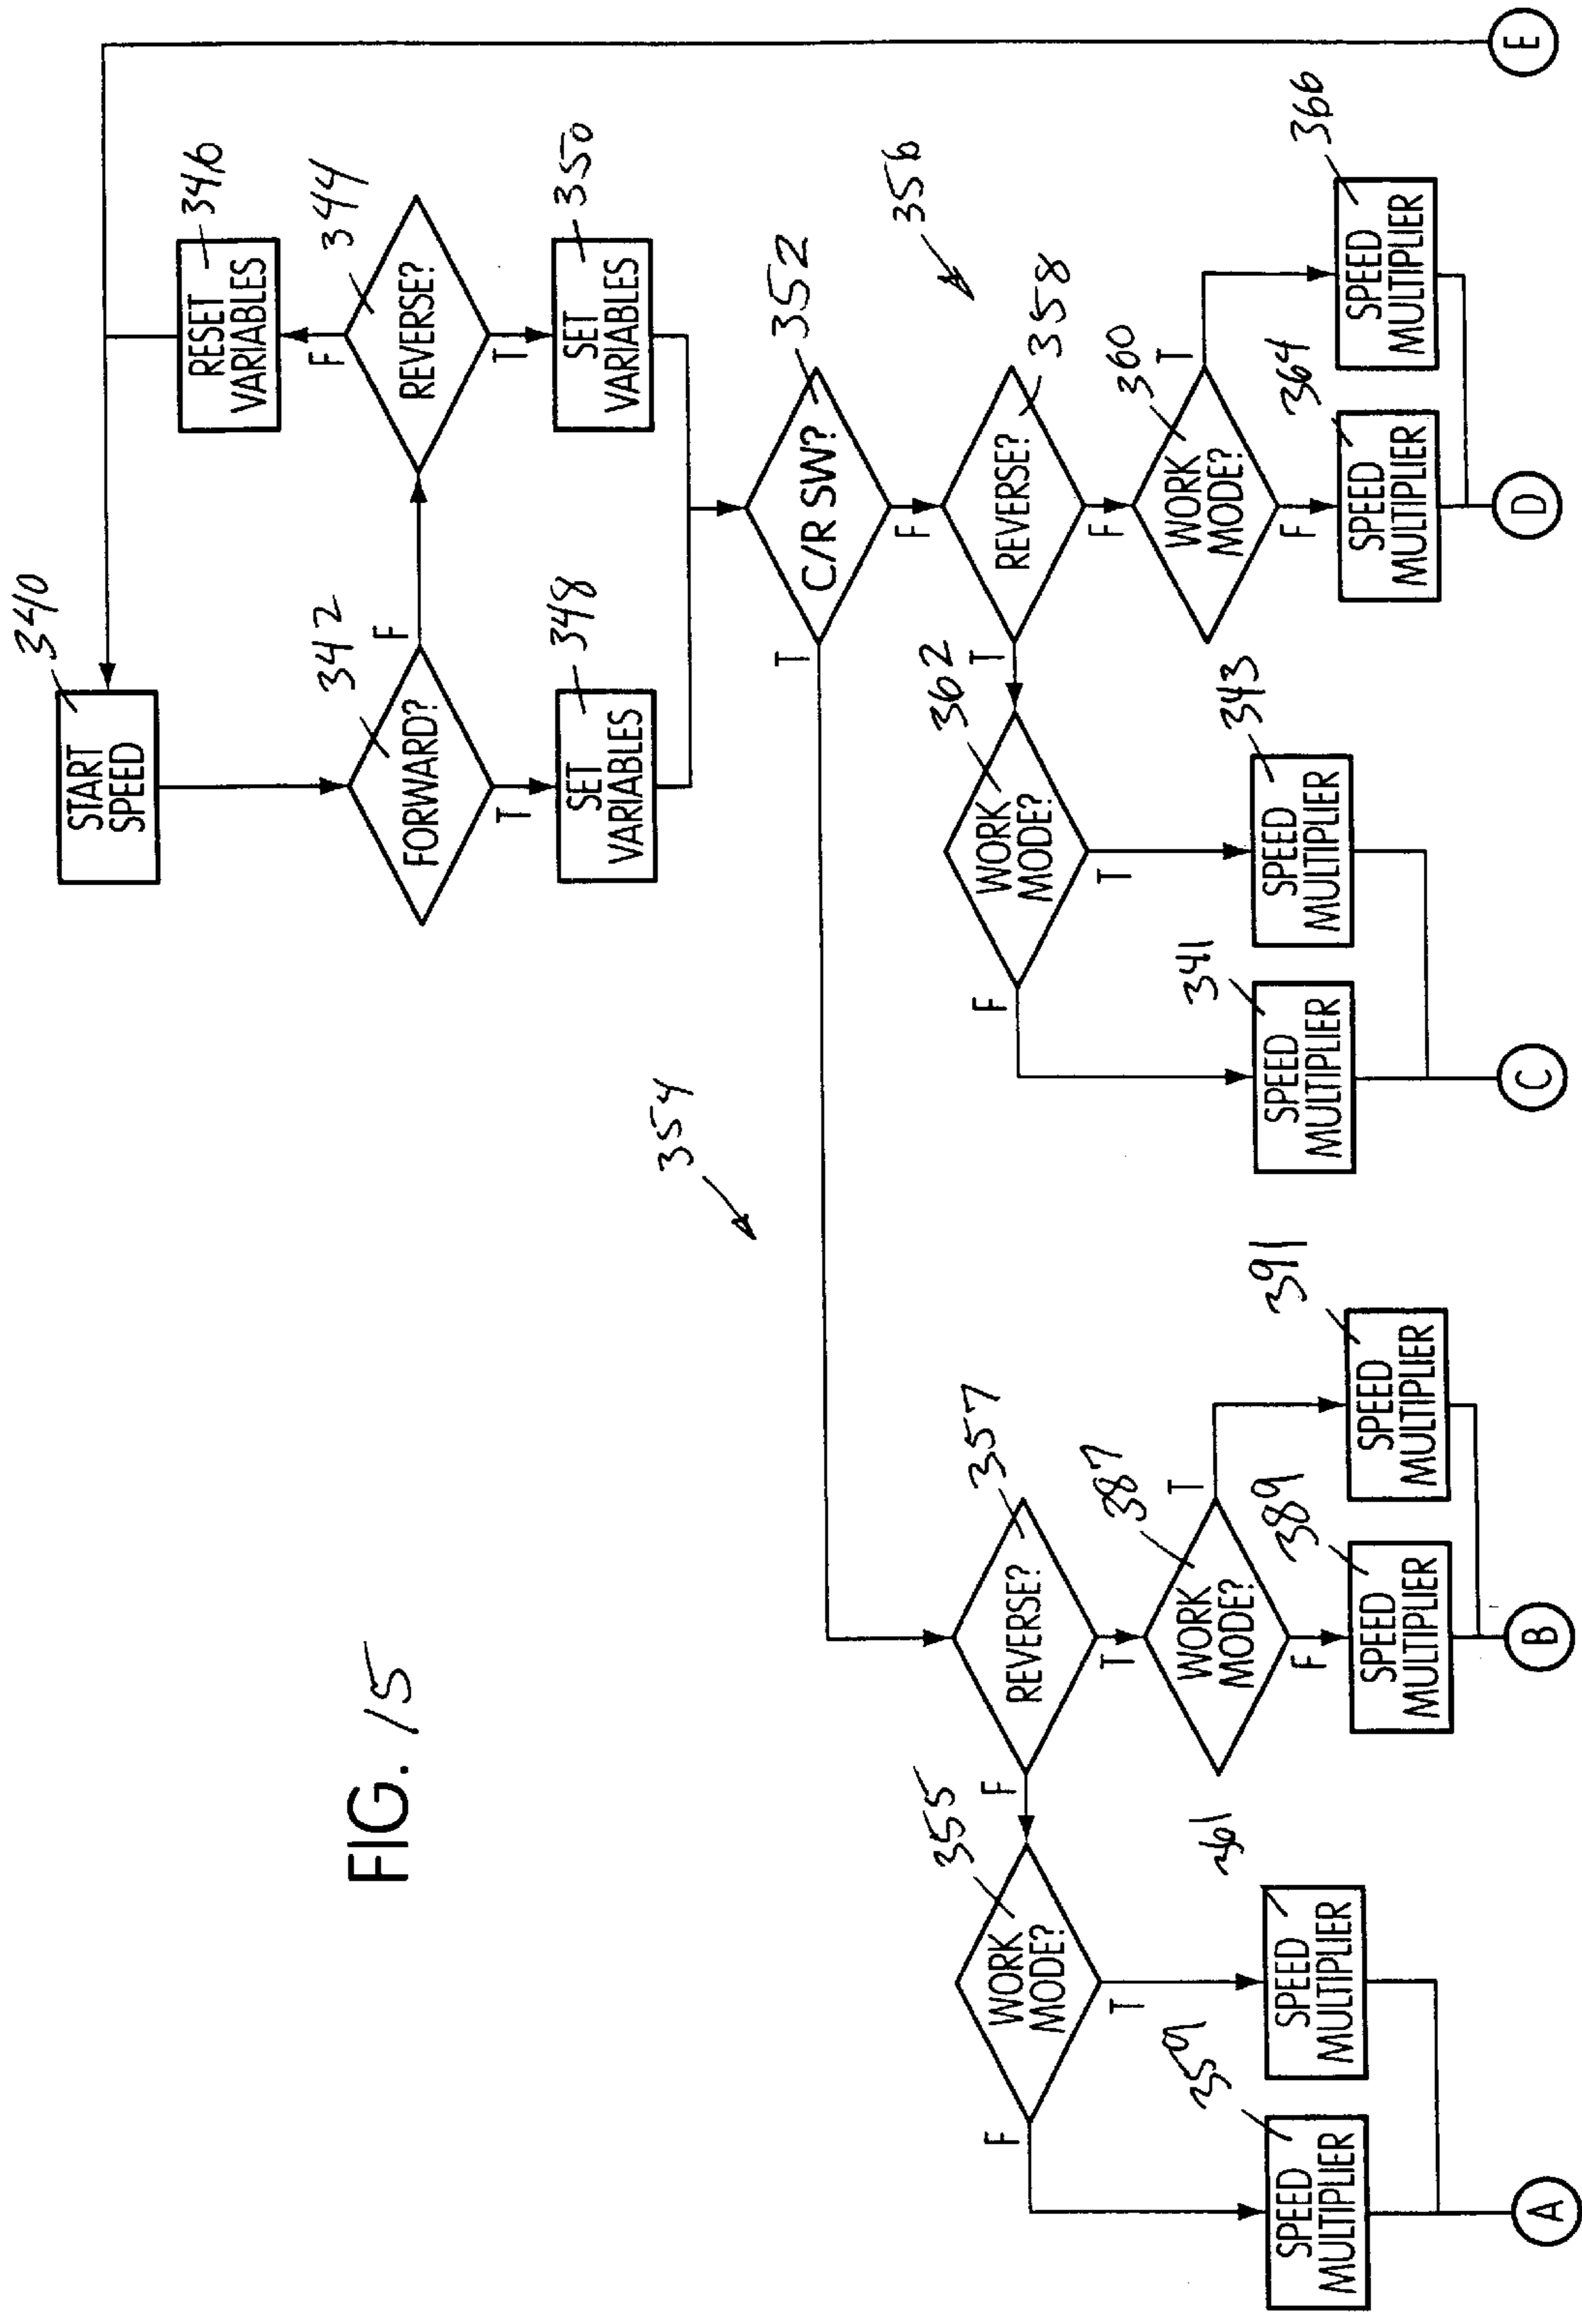 FIG. 15
340
START
SPEED
342
FORWARD?
F
T
344
REVERSE?
F
T
346
RESET
VARIABLES
348
SET
VARIABLES
350
SET
VARIABLES
352
C/R SW?
T
F
354
356
357
REVERSE?
F
T
358
REVERSE?
T
F
355
WORK
MODE?
F
T
387
WORK
MODE?
T
F
362
WORK
MODE?
F
T
360
WORK
MODE?
T
F
359
SPEED
MULTIPLIER
361
SPEED
MULTIPLIER
389
SPEED
MULTIPLIER
391
SPEED
MULTIPLIER
341
SPEED
MULTIPLIER
343
SPEED
MULTIPLIER
364
SPEED
MULTIPLIER
366
SPEED
MULTIPLIER
A
B
C
D
E